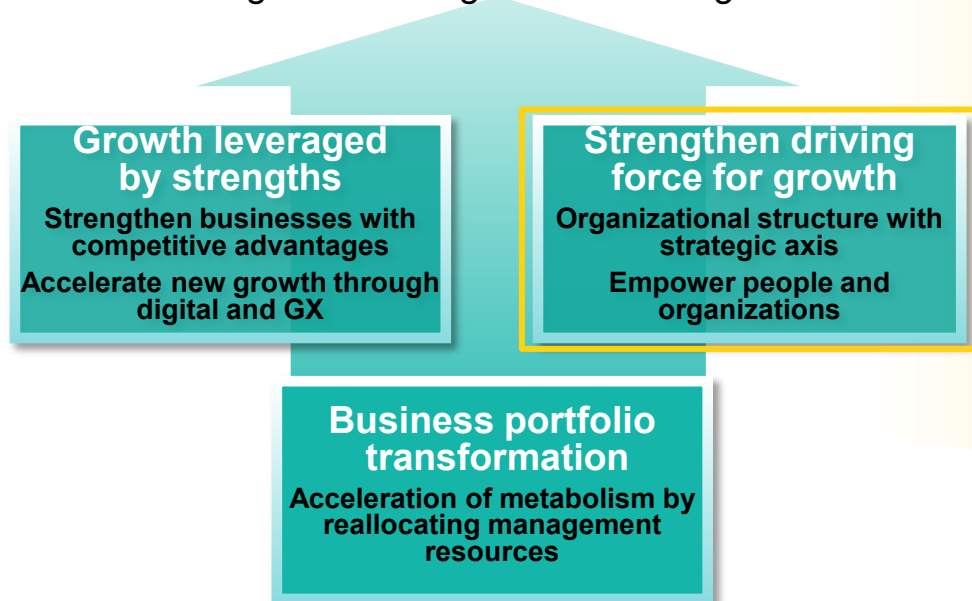 Growth leveraged
by strengths
Strengthen businesses with
competitive advantages
Accelerate new growth through
digital and GX
Strengthen driving
force for growth
Organizational structure with
strategic axis
Empower people and
organizations
Business portfolio
transformation
Acceleration of metabolism by
reallocating management
resources